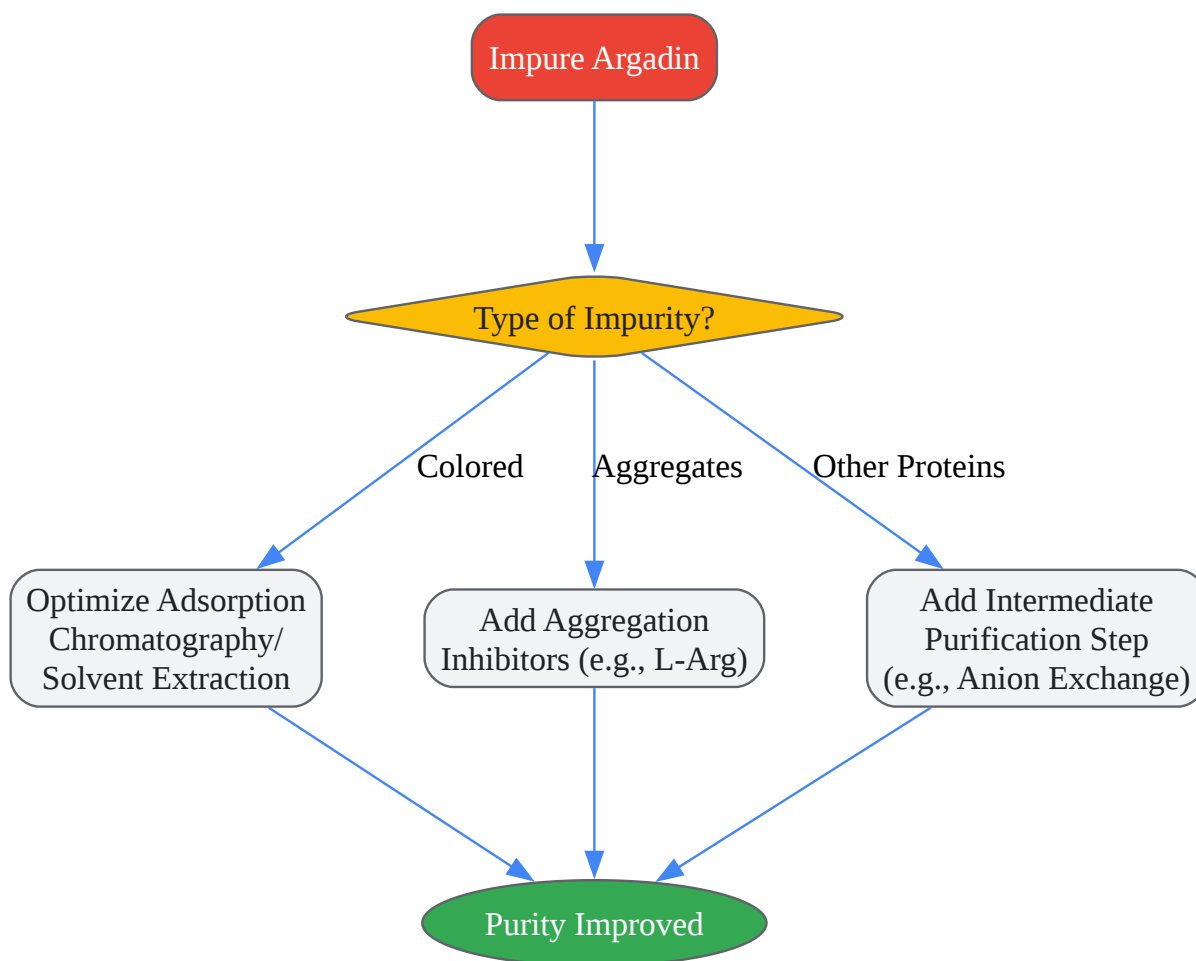 Impure Argadin
Type of Impurity?
Colored
Aggregates
Other Proteins
Optimize Adsorption
Chromatography/
Solvent Extraction
Add Aggregation
Inhibitors (e.g., L-Arg)
Add Intermediate
Purification Step
(e.g., Anion Exchange)
Purity Improved